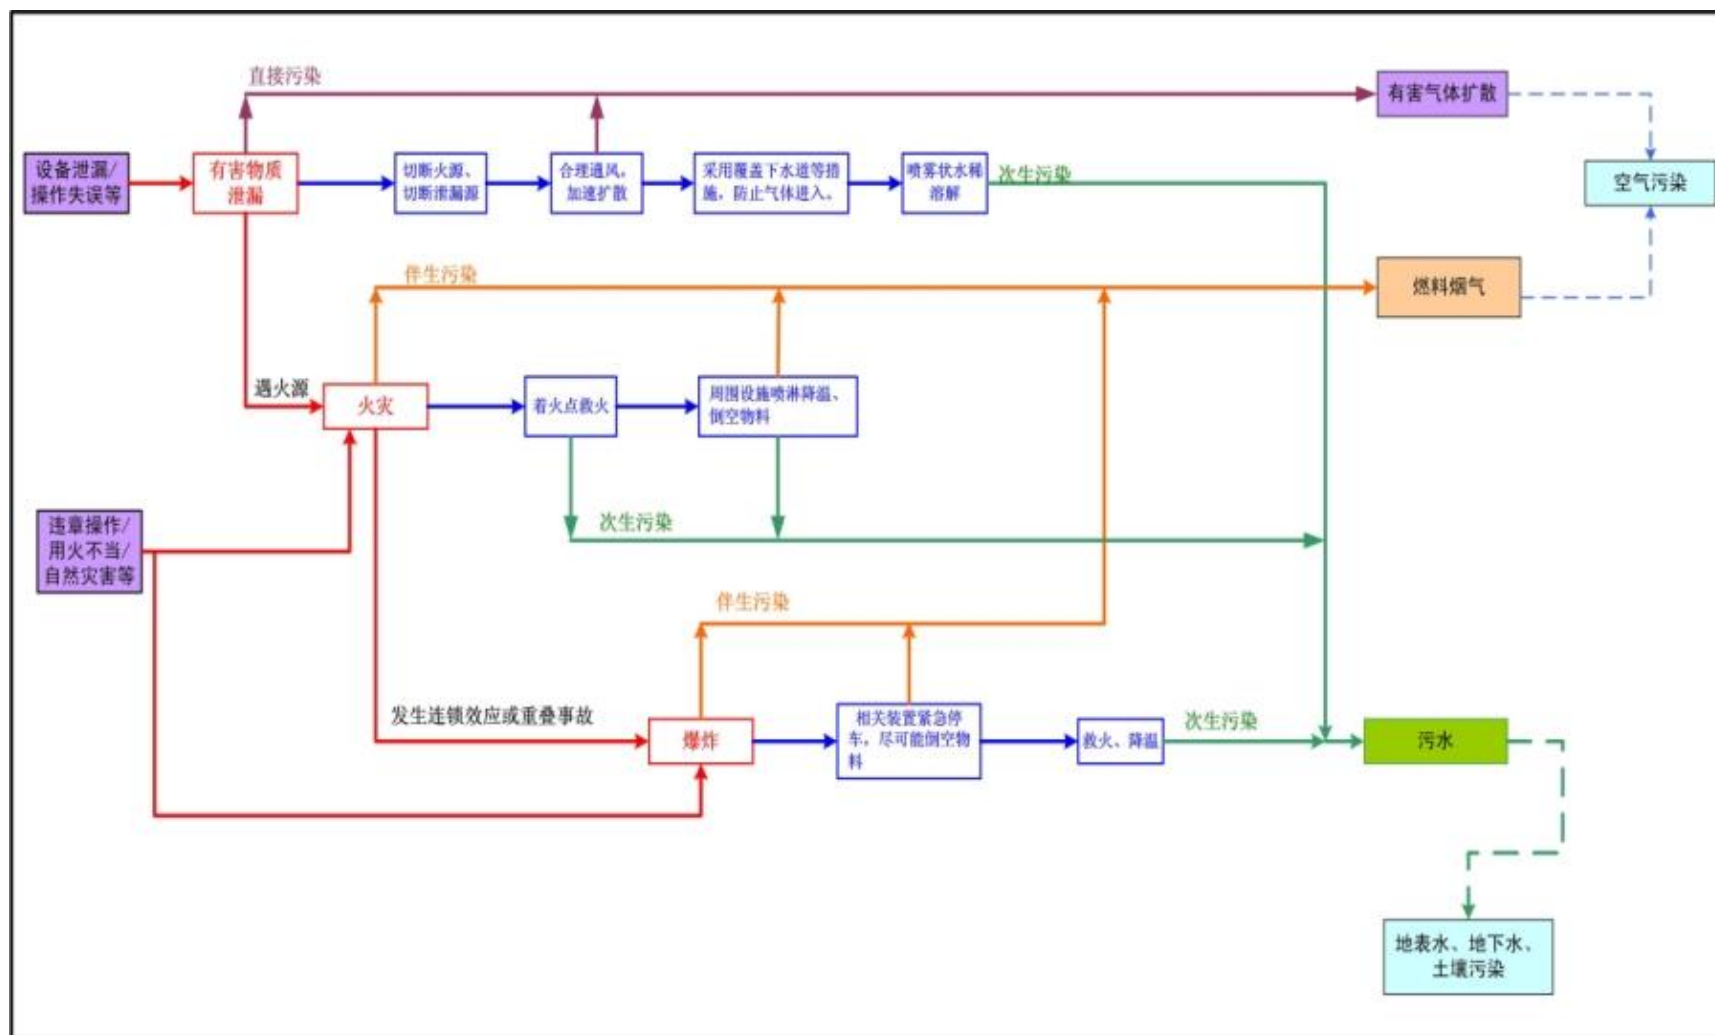 直接污染
有害气体扩散
设备泄漏/
操作失误等
有害物质
泄漏
切断火源、
切断泄漏源
合理通风，
加速扩散
采用覆盖下水道等措
施，防止气体进入。
喷雾状水稀
溶解
次生污染
空气污染
伴生污染
燃料烟气
遇火源
火灾
着火点救火
周围设施喷淋降温、
倒空物料
违章操作/
用火不当/
自然灾害等
次生污染
伴生污染
发生连锁效应或重叠事故
爆炸
相关装置紧急停
车，尽可能倒空物
料
救火、降温
次生污染
污水
地表水、地下水、
土壤污染